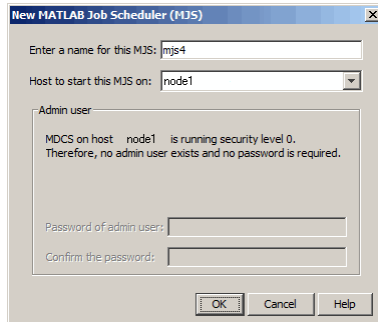 New MATLAB Job Scheduler (MJS)
Enter a name for this MJS: mjs4
Host to start this MJS on: node1
Admin user
MDCS on host node1 is running security level 0.
Therefore, no admin user exists and no password is required.
Password of admin user:
Confirm the password:
OK Cancel Help